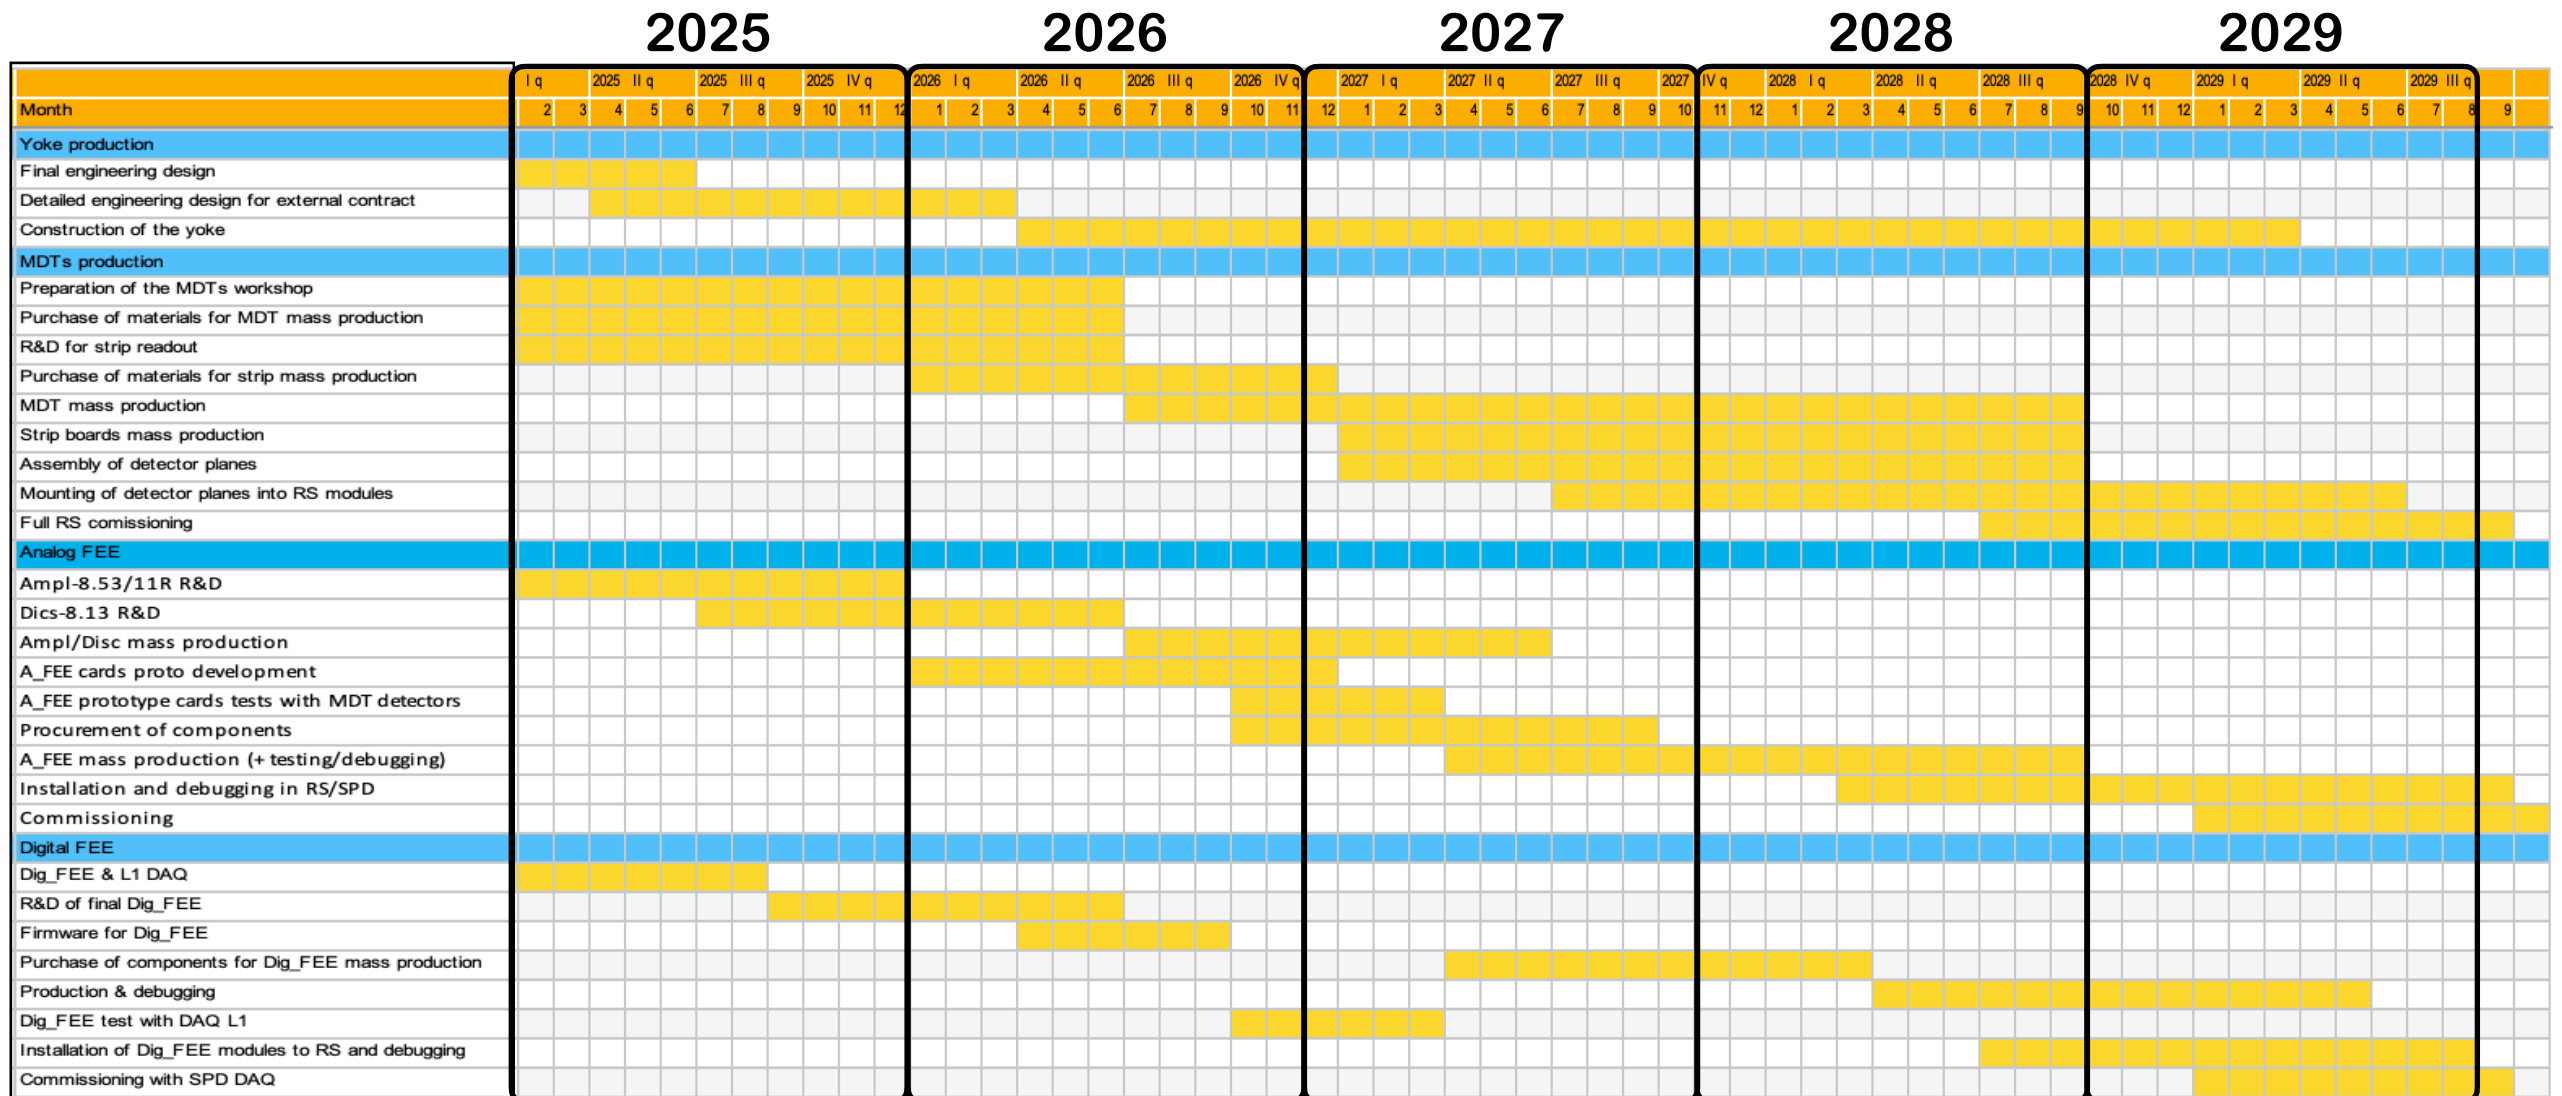 2025 2026 2027 2028 2029
I q 2025 II q 2025 III q 2025 IV q 2026 I q 2026 II q 2026 III q 2026 IV q 2027 I q 2027 II q 2027 III q 2027 IV q 2028 I q 2028 II q 2028 III q 2028 IV q 2029 I q 2029 II q 2029 III q
Month 2 3 4 5 6 7 8 9 10 11 12 1 2 3 4 5 6 7 8 9 10 11 12 1 2 3 4 5 6 7 8 9 10 11 12 1 2 3 4 5 6 7 8 9 10 11 12 1 2 3 4 5 6 7 8 9
Yoke production
Final engineering design
Detailed engineering design for external contract
Construction of the yoke
MDTs production
Preparation of the MDTs workshop
Purchase of materials for MDT mass production
R&D for strip readout
Purchase of materials for strip mass production
MDT mass production
Strip boards mass production
Assembly of detector planes
Mounting of detector planes into RS modules
Full RS comissioning
Analog FEE
Ampl-8.53/11R R&D
Dics-8.13 R&D
Ampl/Disc mass production
A_FEE cards proto development
A_FEE prototype cards tests with MDT detectors
Procurement of components
A_FEE mass production (+ testing/debugging)
Installation and debugging in RS/SPD
Commissioning
Digital FEE
Dig_FEE & L1 DAQ
R&D of final Dig_FEE
Firmware for Dig_FEE
Purchase of components for Dig_FEE mass production
Production & debugging
Dig_FEE test with DAQ L1
Installation of Dig_FEE modules to RS and debugging
Commissioning with SPD DAQ